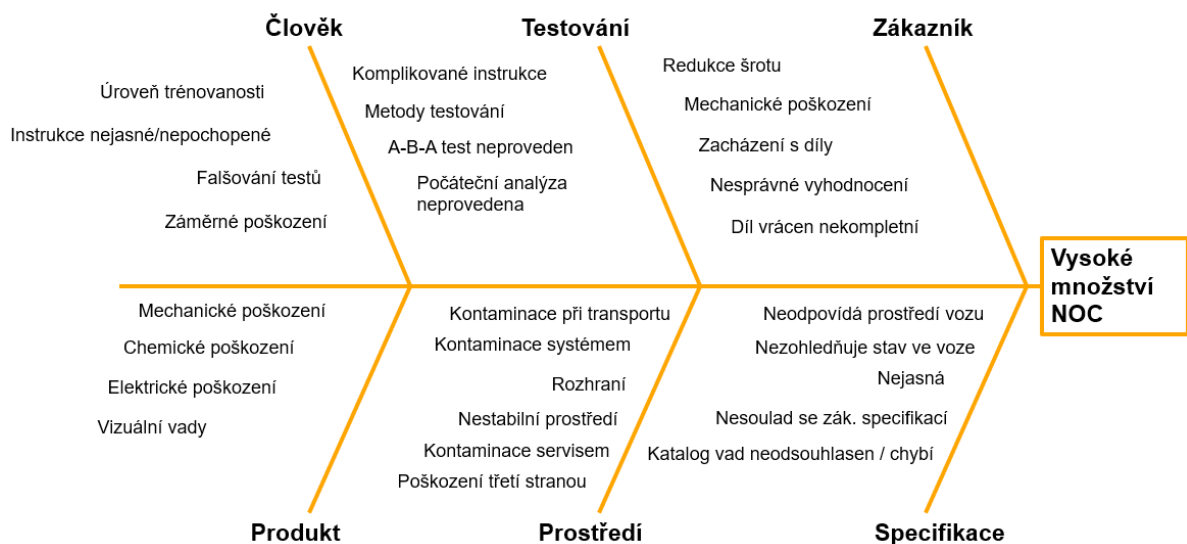 Člověk
Testování
Zákazník
Úroveň trénovanosti
Instrukce nejasné/nepochopené
Falšování testů
Záměrné poškození
Komplikované instrukce
Metody testování
A-B-A test neproveden
Počáteční analýza
neprovedena
Redukce šrotu
Mechanické poškození
Zacházení s díly
Nesprávné vyhodnocení
Díl vrácen nekompletní
Vysoké
množství
NOC
Mechanické poškození
Chemické poškození
Elektrické poškození
Vizuální vady
Kontaminace při transportu
Kontaminace systémem
Rozhraní
Nestabilní prostředí
Kontaminace servisem
Poškození třetí stranou
Neodpovídá prostředí vozu
Nezohledňuje stav ve voze
Nejasná
Nesoulad se zák. specifikací
Katalog vad neodsouhlasen / chybí
Produkt
Prostředí
Specifikace